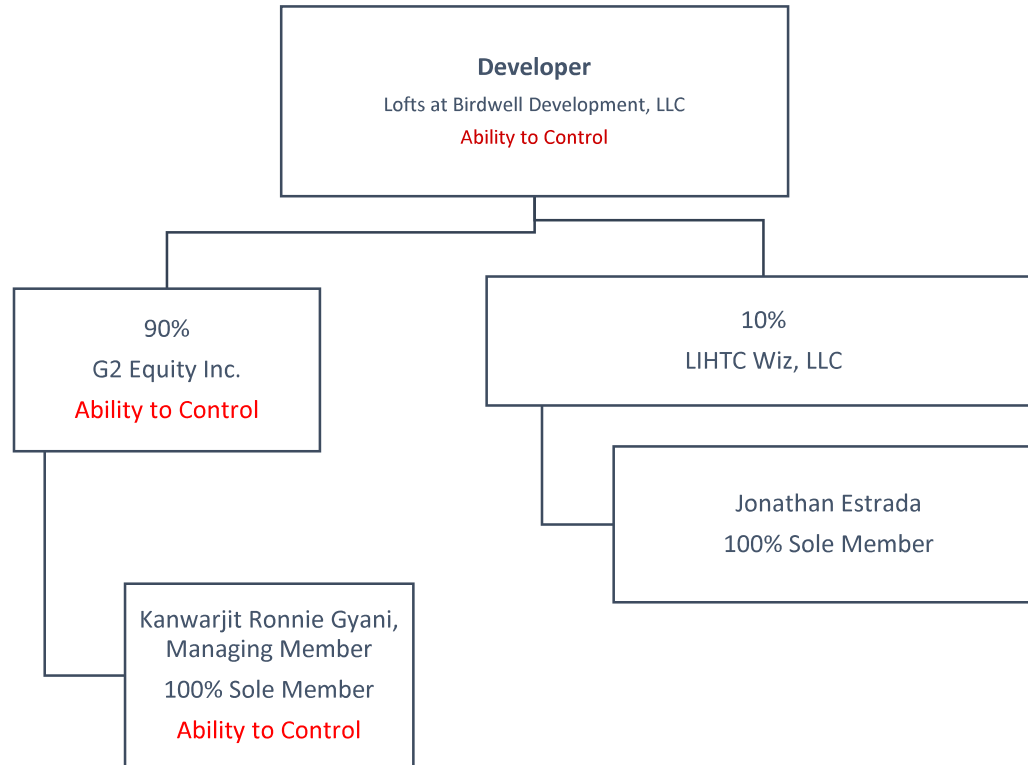 Developer
Lofts at Birdwell Development, LLC
Ability to Control
90%
G2 Equity Inc.
Ability to Control
10%
LIHTC Wiz, LLC
Jonathan Estrada
100% Sole Member
Kanwarjit Ronnie Gyani,
Managing Member
100% Sole Member
Ability to Control